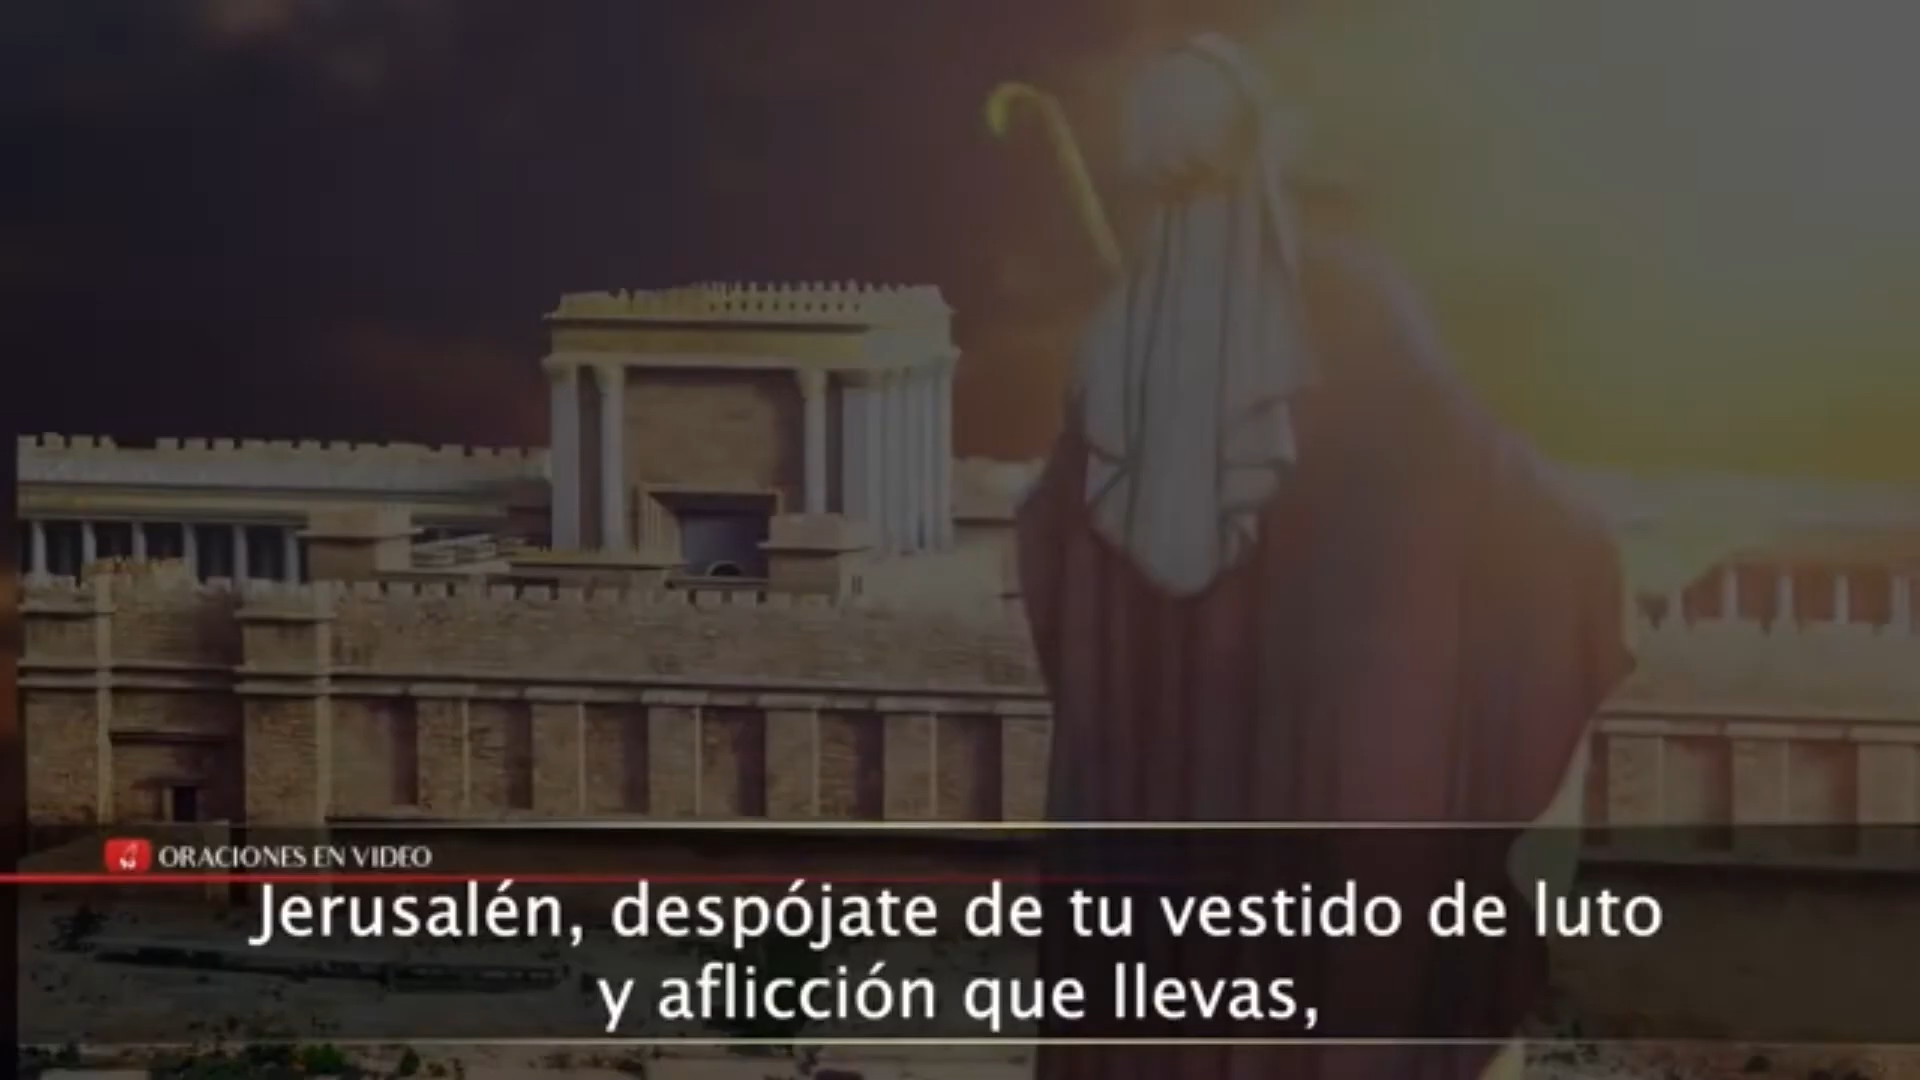 ORACIONES EN VIDEO
Jerusalén, despójate de tu vestido de luto
y aflicción que llevas,